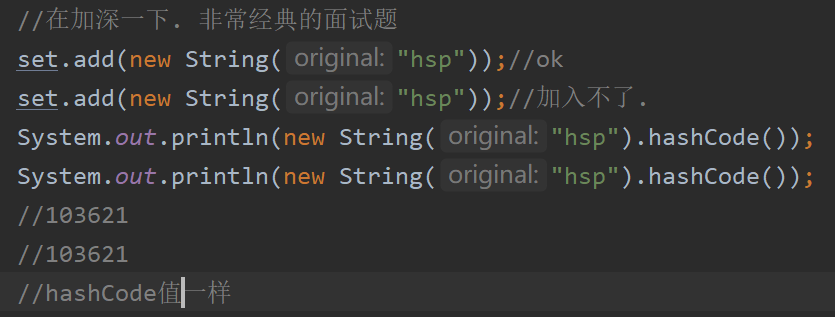 //在加深一下. 非常经典的面试题
set.add(new String( original: "hsp"));//ok
set.add(new String( original: "hsp"));//加入不了.
System.out.println(new String( original: "hsp").hashCode());
System.out.println(new String( original: "hsp").hashCode());
//103621
//103621
//hashCode值一样